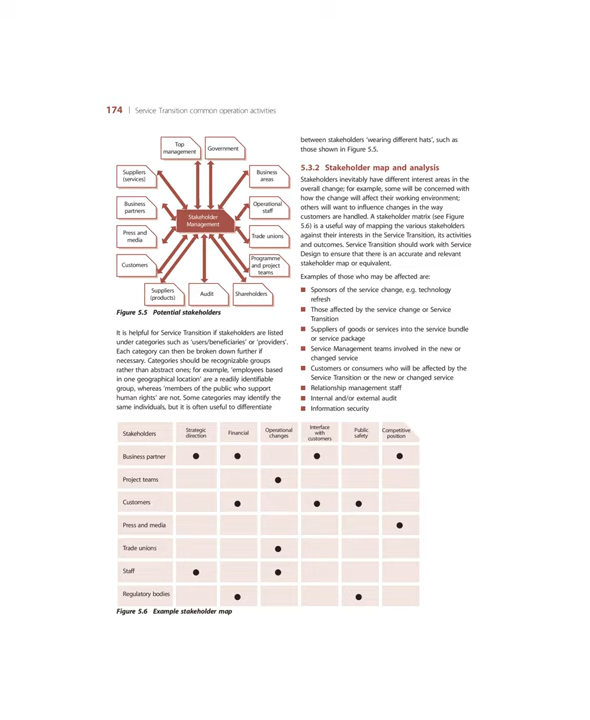 174 | Service Transition common operation activities
Top
management
Government
Suppliers
(services)
Business
areas
Business
partners
Operational
staff
Stakeholder
Management
Press and
media
Trade unions
Customers
Programme
and project
teams
Suppliers
(products)
Audit
Shareholders
Figure 5.5 Potential stakeholders
It is helpful for Service Transition if stakeholders are listed
under categories such as ‘users/beneficiaries’ or ‘providers’.
Each category can then be broken down further if
necessary. Categories should be recognizable groups
rather than abstract ones; for example, ‘employees based
in one geographical location’ are a readily identifiable
group, whereas ‘members of the public who support
human rights’ are not. Some categories may identify the
same individuals, but it is often useful to differentiate
between stakeholders ‘wearing different hats’, such as
those shown in Figure 5.5.
5.3.2 Stakeholder map and analysis
Stakeholders inevitably have different interest areas in the
overall change; for example, some will be concerned with
how the change will affect their working environment;
others will want to influence changes in the way
customers are handled. A stakeholder matrix (see Figure
5.6) is a useful way of mapping the various stakeholders
against their interests in the Service Transition, its activities
and outcomes. Service Transition should work with Service
Design to ensure that there is an accurate and relevant
stakeholder map or equivalent.
Examples of those who may be affected are:
■ Sponsors of the service change, e.g. technology
refresh
■ Those affected by the service change or Service
Transition
■ Suppliers of goods or services into the service bundle
or service package
■ Service Management teams involved in the new or
changed service
■ Customers or consumers who will be affected by the
Service Transition or the new or changed service
■ Relationship management staff
■ Internal and/or external audit
■ Information security
Stakeholders
Strategic
direction
Financial
Operational
changes
Interface
with
customers
Public
safety
Competitive
position
Business partner ● ● ● ●
Project teams ●
Customers ● ● ●
Press and media ●
Trade unions ●
Staff ● ●
Regulatory bodies ● ●
Figure 5.6 Example stakeholder map